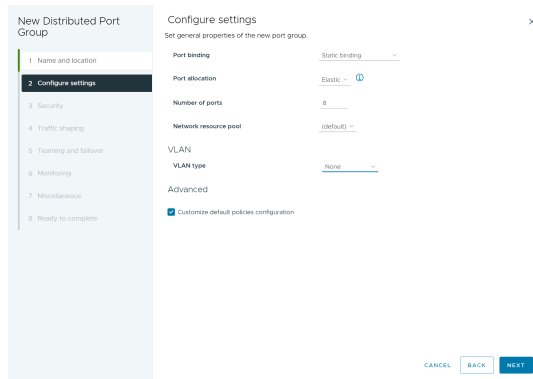 New Distributed Port
Group
1 Name and location
2 Configure settings
3 Security
4 Traffic shaping
5 Teaming and failover
6 Monitoring
7 Miscellaneous
8 Ready to complete
Configure settings
Set general properties of the new port group.
Port binding Static binding
Port allocation Elastic
Number of ports 8
Network resource pool (default)
VLAN
VLAN type None
Advanced
Customize default policies configuration
CANCEL BACK NEXT